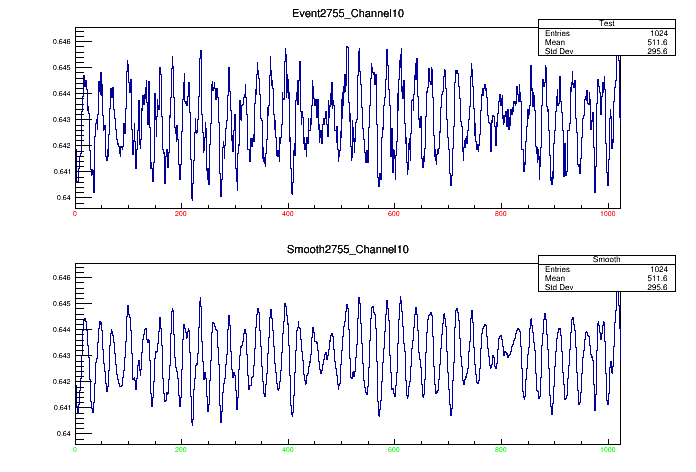 Event2755_Channel10
Test
Entries 1024
Mean 511.6
Std Dev 295.6
0.646
0.645
0.644
0.643
0.642
0.641
0.64
0 200 400 600 800 1000
Smooth2755_Channel10
Smooth
Entries 1024
Mean 511.6
Std Dev 295.6
0.646
0.645
0.644
0.643
0.642
0.641
0.64
0 200 400 600 800 1000